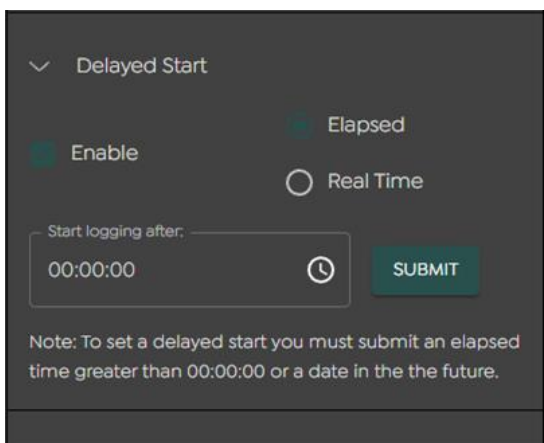 Delayed Start
Elapsed
Enable
Real Time
Start logging after:
00:00:00
SUBMIT
Note: To set a delayed start you must submit an elapsed
time greater than 00:00:00 or a date in the the future.